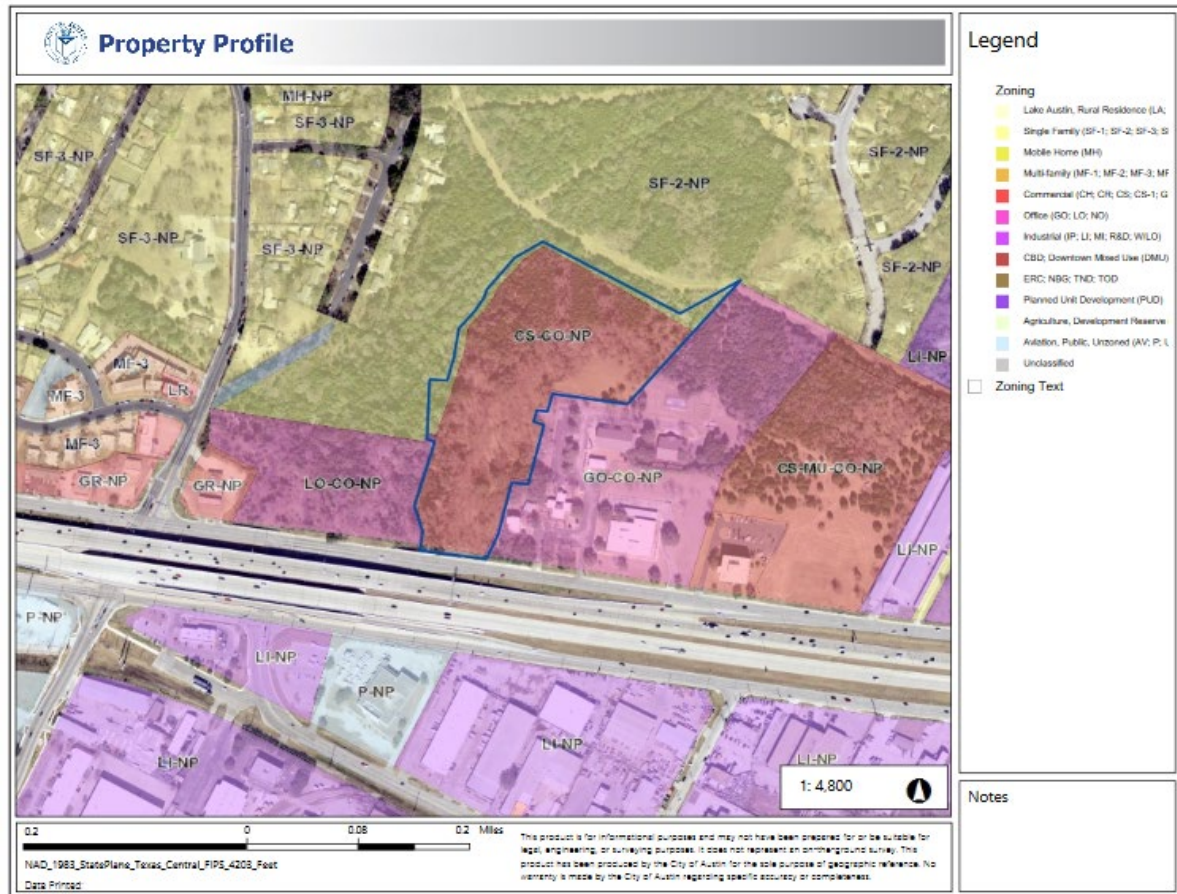 Property Profile
Legend
Zoning
Lake Austin, Rural Residence (LA;
Single Family (SF-1; SF-2; SF-3; S
Mobile Home (MH)
Multi-family (MF-1; MF-2; MF-3; MF
Commercial (CH; CR; CS; CS-1; G
Office (GO; LO; NO)
Industrial (IP; LI; MI; R&D; W/LO)
CBD; Downtown Mixed Use (DMU)
ERC; NBG; TND; TOD
Planned Unit Development (PUD)
Agriculture, Development Reserve
Aviation, Public, Unzoned (AV; P; U
Unclassified
Zoning Text
Notes
MH-NP
SF-3-NP
SF-3-NP
SF-2-NP
SF-2-NP
SF-3-NP
SF-3-NP
SF-2-NP
CS-CO-NP
MF-3
LI-NP
MF-3
LR
MF-3
GR-NP
GR-NP
LO-CO-NP
GO-CO-NP
CS-MU-CO-NP
LI-NP
P-NP
LI-NP
P-NP
LI-NP
LI-NP
LI-NP
1: 4,800
0.2 0 0.08 0.2 Miles
NAD_1983_StatePlane_Texas_Central_FIPS_4203_Feet
Date Printed
This product is for informational purposes and may not have been prepared for or be suitable for
legal, engineering, or surveying purposes. It does not represent an on-the-ground survey. This
product has been produced by the City of Austin for the sole purpose of geographic reference. No
warranty is made by the City of Austin regarding specific accuracy or completeness.